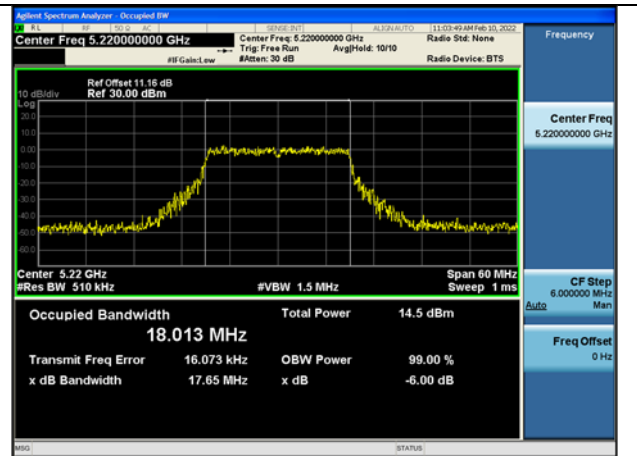 Agilent Spectrum Analyzer - Occupied BW
RL RF 50 Ω AC SENSE:INT ALIGNAUTO 11:03:49 AM Feb 10, 2022
Center Freq 5.220000000 GHz
Center Freq: 5.220000000 GHz
Radio Std: None
Trig: Free Run Avg|Hold: 10/10
#IFGain:Low #Atten: 30 dB Radio Device: BTS
Ref Offset 11.16 dB
10 dB/div Ref 30.00 dBm
Log
20.0
10.0
0.00
-10.0
-20.0
-30.0
-40.0
-50.0
-60.0
Center 5.22 GHz Span 60 MHz
#Res BW 510 kHz #VBW 1.5 MHz Sweep 1 ms
Occupied Bandwidth Total Power 14.5 dBm
18.013 MHz
Transmit Freq Error 16.073 kHz OBW Power 99.00 %
x dB Bandwidth 17.65 MHz x dB -6.00 dB
MSG STATUS
Frequency
Center Freq
5.220000000 GHz
CF Step
6.000000 MHz
Auto Man
Freq Offset
0 Hz